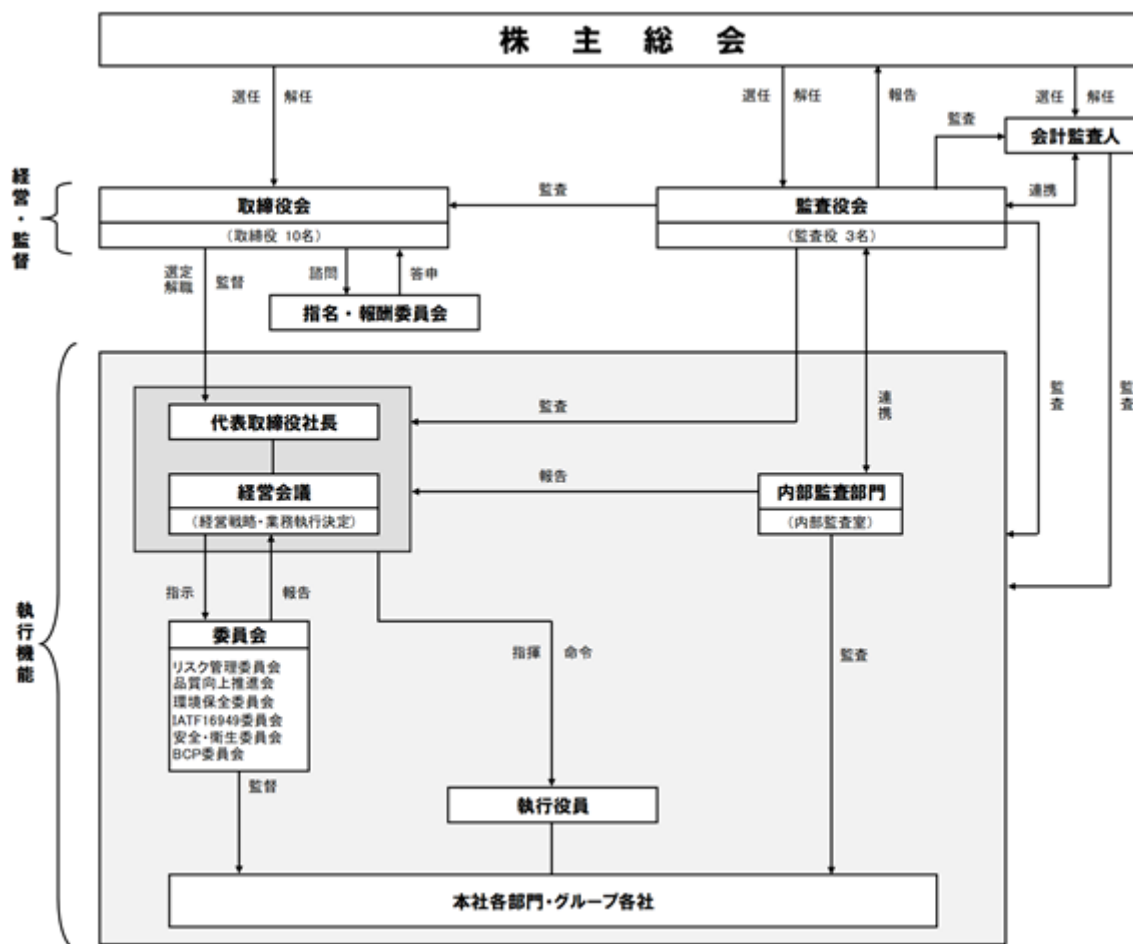 株 主 総 会
選任 解任
選任 解任
報告
選任 解任
監査
会計監査人
経営・監督
取締役会
(取締役 10名)
監査
監査役会
(監査役 3名)
連携
選定
解職
監督
諮問
答申
指名・報酬委員会
執行機能
代表取締役社長
監査
連携
監査
監査
経営会議
(経営戦略・業務執行決定)
報告
内部監査部門
(内部監査室)
指示
報告
委員会
リスク管理委員会
品質向上推進会
環境保全委員会
IATF16949委員会
安全・衛生委員会
BCP委員会
指揮 命令
監査
監督
執行役員
本社各部門・グループ各社